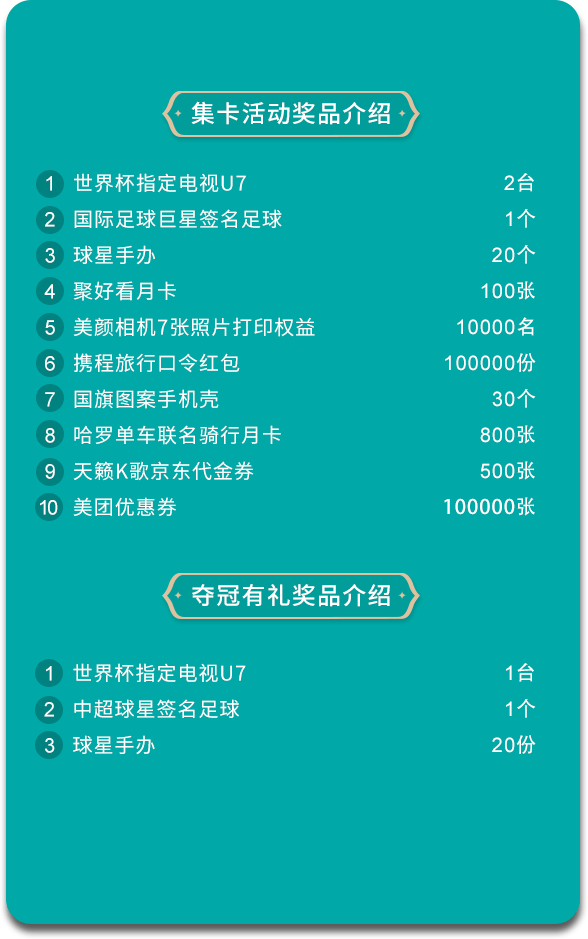 集卡活动奖品介绍
1 世界杯指定电视U7 2台
2 国际足球巨星签名足球 1个
3 球星手办 20个
4 聚好看月卡 100张
5 美颜相机7张照片打印权益 10000名
6 携程旅行口令红包 100000份
7 国旗图案手机壳 30个
8 哈罗单车联名骑行月卡 800张
9 天籁K歌京东代金券 500张
10 美团优惠券 100000张
夺冠有礼奖品介绍
1 世界杯指定电视U7 1台
2 中超球星签名足球 1个
3 球星手办 20份